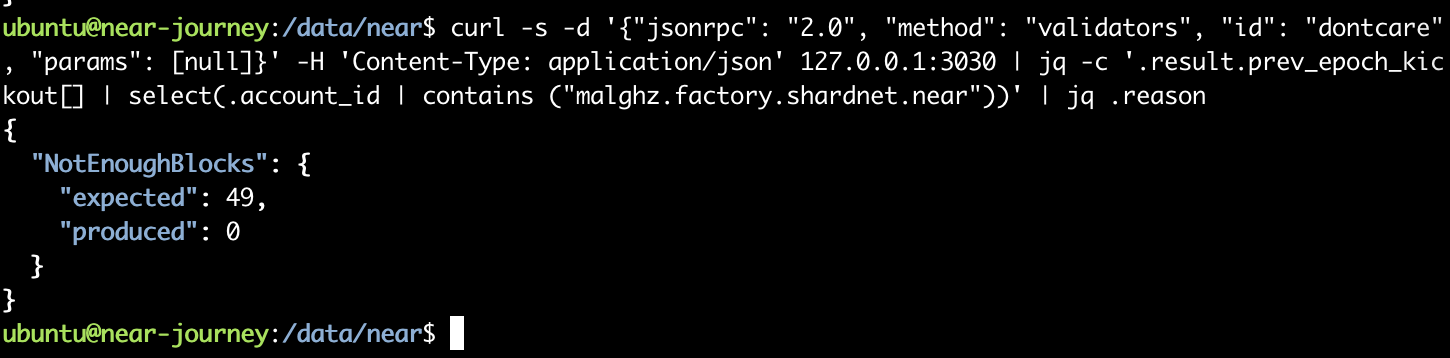 ubuntu@near-journey:/data/near$ curl -s -d '{"jsonrpc": "2.0", "method": "validators", "id": "dontcare"
, "params": [null]}' -H 'Content-Type: application/json' 127.0.0.1:3030 | jq -c '.result.prev_epoch_kic
kout[] | select(.account_id | contains ("malghz.factory.shardnet.near"))' | jq .reason
{
  "NotEnoughBlocks": {
    "expected": 49,
    "produced": 0
  }
}
ubuntu@near-journey:/data/near$